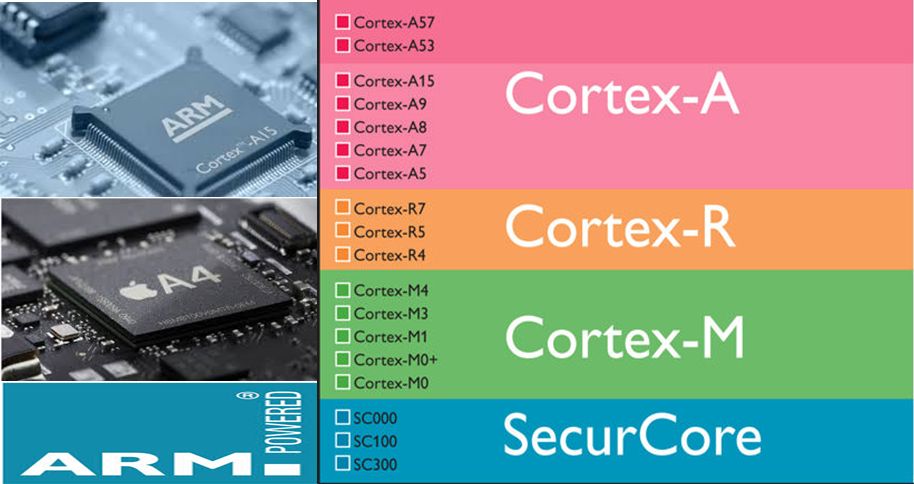 ARM
Cortex™-A15
A4
ARM
POWERED
®
Cortex-A57
Cortex-A53
Cortex-A15
Cortex-A9
Cortex-A8
Cortex-A7
Cortex-A5
Cortex-A
Cortex-R7
Cortex-R5
Cortex-R4
Cortex-R
Cortex-M4
Cortex-M3
Cortex-M1
Cortex-M0+
Cortex-M0
Cortex-M
SC000
SC100
SC300
SecurCore